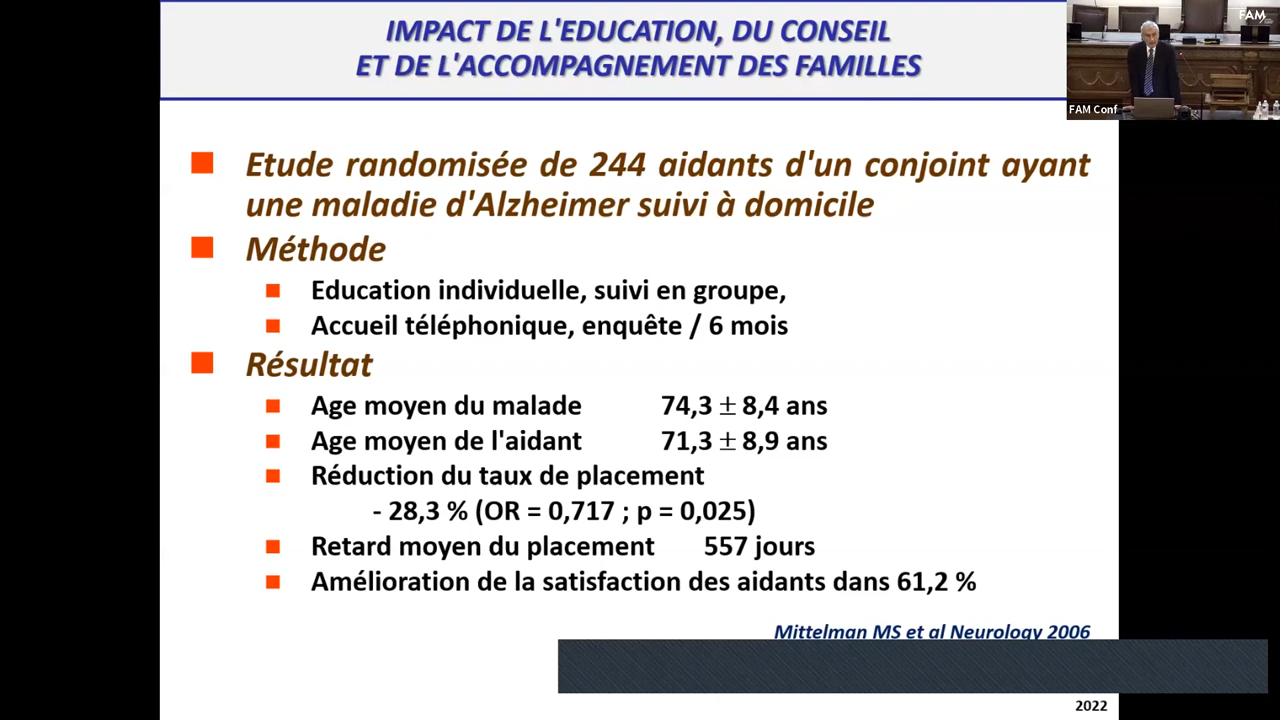 IMPACT DE L'EDUCATION, DU CONSEIL
ET DE L'ACCOMPAGNEMENT DES FAMILLES
FAM
FAM Conf
Etude randomisée de 244 aidants d'un conjoint ayant
une maladie d'Alzheimer suivi à domicile
Méthode
Education individuelle, suivi en groupe,
Accueil téléphonique, enquête / 6 mois
Résultat
Age moyen du malade 74,3 ± 8,4 ans
Age moyen de l'aidant 71,3 ± 8,9 ans
Réduction du taux de placement
- 28,3 % (OR = 0,717 ; p = 0,025)
Retard moyen du placement 557 jours
Amélioration de la satisfaction des aidants dans 61,2 %
Mittelman MS et al Neurology 2006
2022